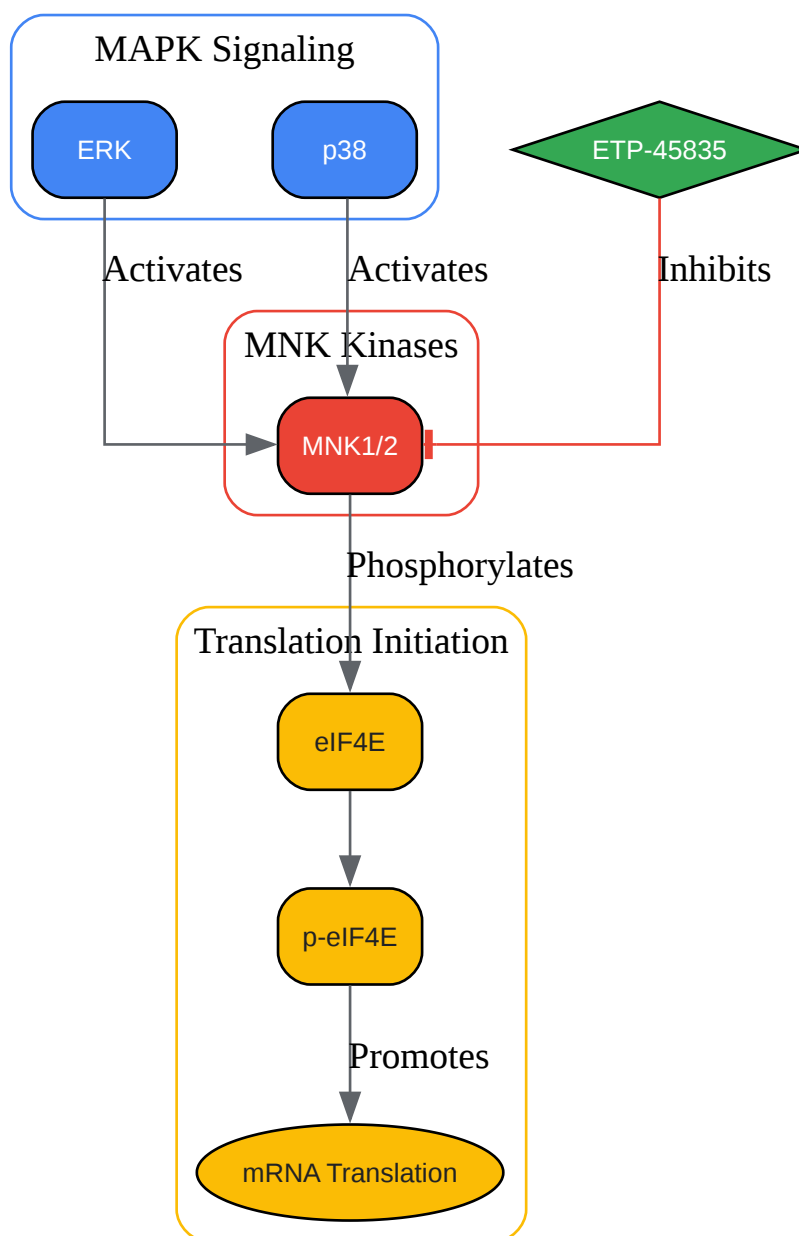 MAPK Signaling
ERK
p38
ETP-45835
Activates
Activates
Inhibits
MNK Kinases
MNK1/2
Phosphorylates
Translation Initiation
eIF4E
p-eIF4E
Promotes
mRNA Translation